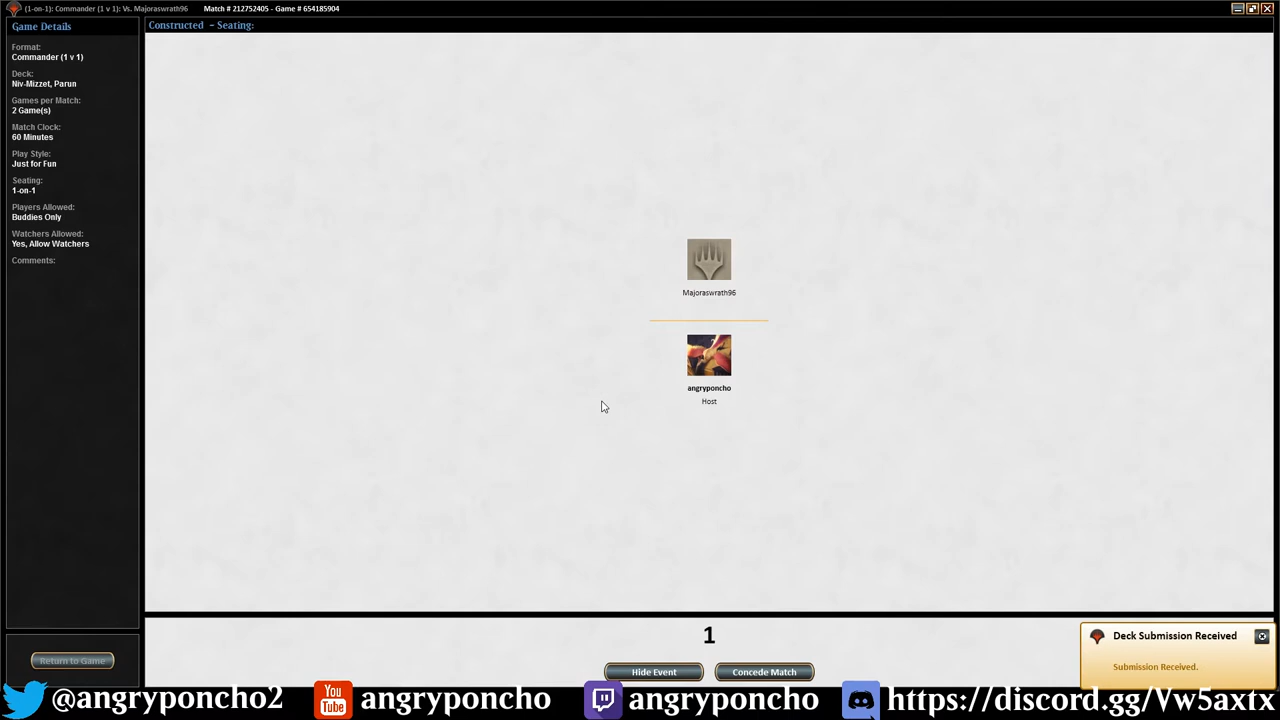 (1-on-1): Commander (1 v 1): Vs. Majoraswrath96 Match # 212752405 - Game # 654185904
Game Details
Format:
Commander (1 v 1)
Deck:
Niv-Mizzet, Parun
Games per Match:
2 Game(s)
Match Clock:
60 Minutes
Play Style:
Just for Fun
Seating:
1-on-1
Players Allowed:
Buddies Only
Watchers Allowed:
Yes, Allow Watchers
Comments:
Return to Game
Constructed - Seating:
Majoraswrath96
angryponcho
Host
1
Hide Event Concede Match
Deck Submission Received
Submission Received.
@angryponcho2 You Tube angryponcho angryponcho https://discord.gg/Vw5axtx